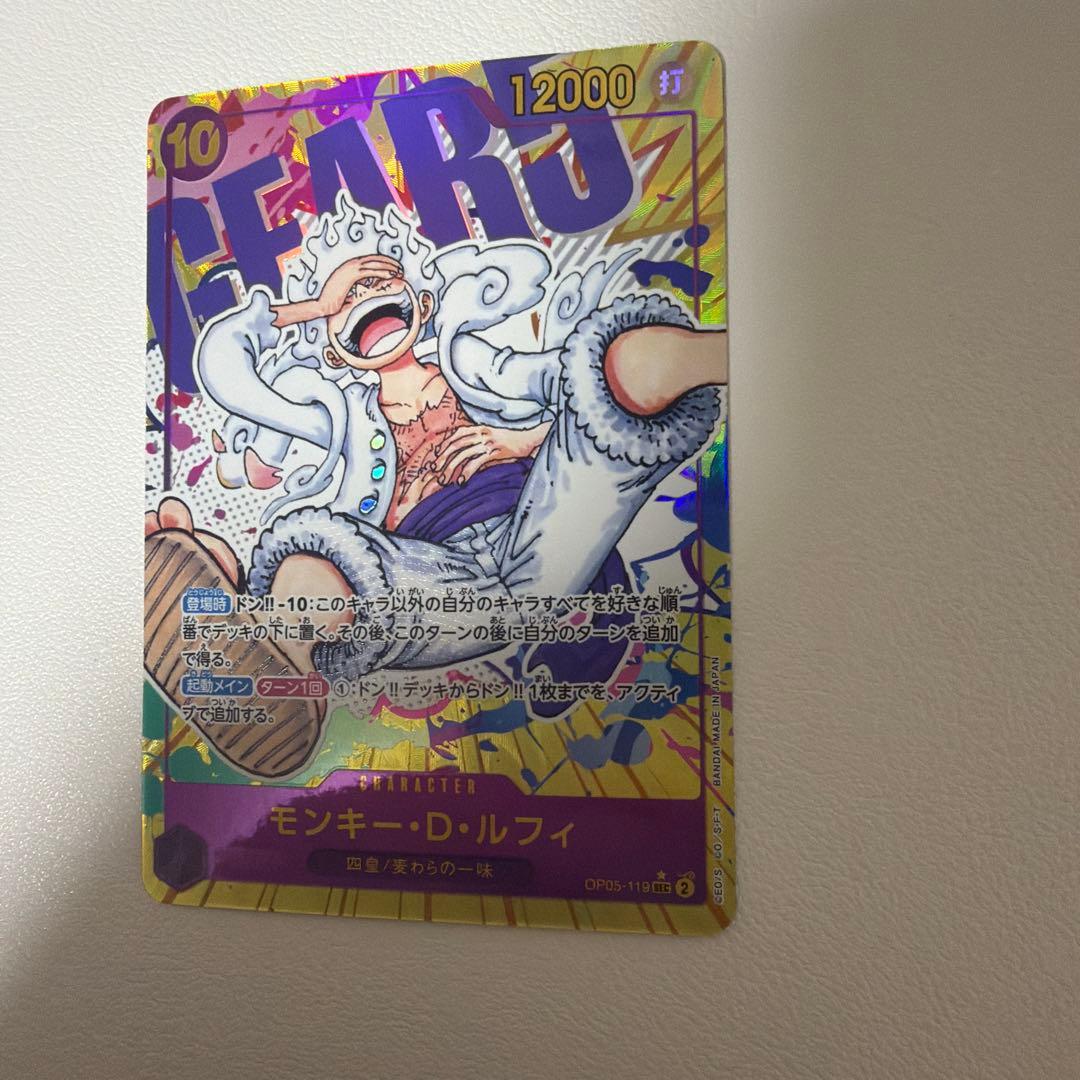 10
12000 打
GEAR5
登場時 ドン!!-10:このキャラ以外の自分のキャラすべてを好きな順
番でデッキの下に置く。その後、このターンの後に自分のターンを追加
で得る。
起動メイン ターン1回 ①:ドン!!デッキからドン!!1枚までを、アクティ
ブで追加する。
CHARACTER
モンキー・D・ルフィ
四皇/麦わらの一味
OP05-119 SEC 2
©EO/S. ©O/S・F・T BANDAI MADE IN JAPAN